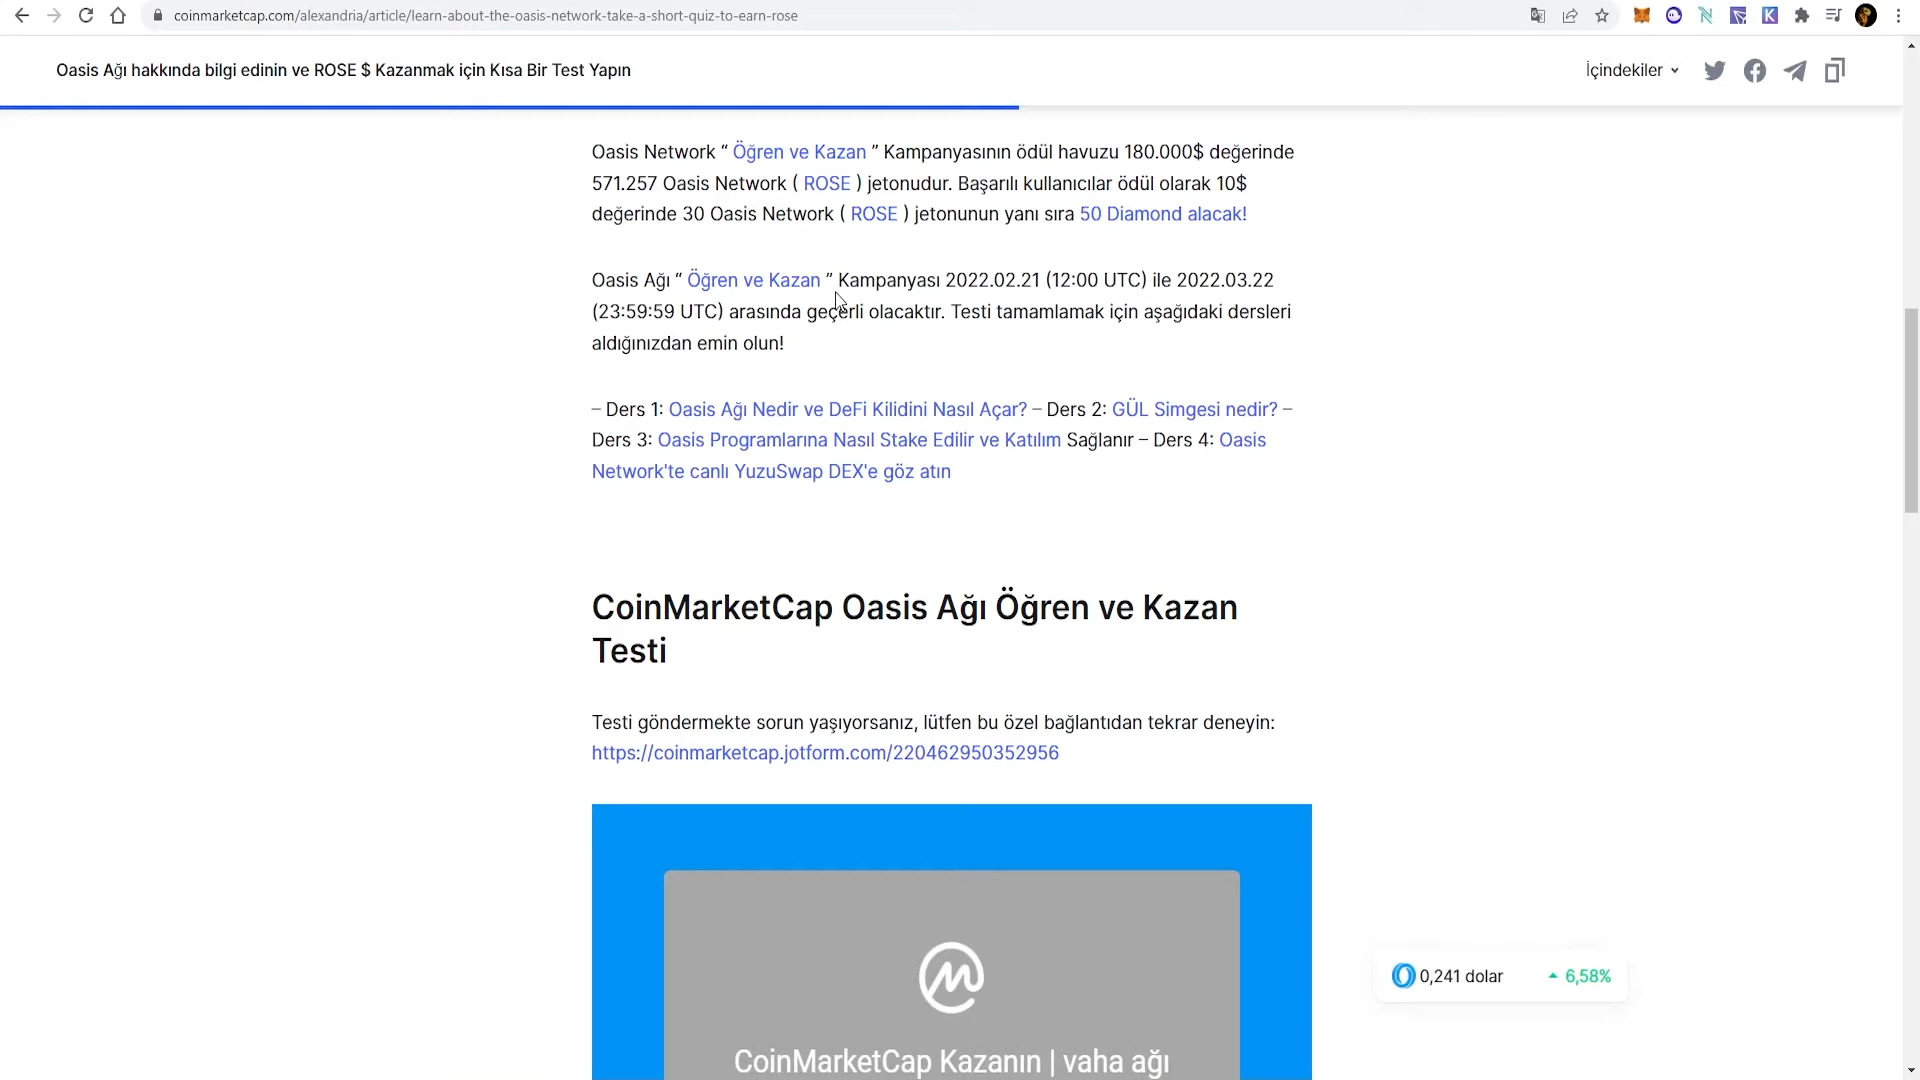 coinmarketcap.com/alexandria/article/learn-about-the-oasis-network-take-a-short-quiz-to-earn-rose
Oasis Ağı hakkında bilgi edinin ve ROSE $ Kazanmak için Kısa Bir Test Yapın
İçindekiler
Oasis Network “ Öğren ve Kazan ” Kampanyasının ödül havuzu 180.000$ değerinde
571.257 Oasis Network ( ROSE ) jetonudur. Başarılı kullanıcılar ödül olarak 10$
değerinde 30 Oasis Network ( ROSE ) jetonunun yanı sıra 50 Diamond alacak!
Oasis Ağı “ Öğren ve Kazan ” Kampanyası 2022.02.21 (12:00 UTC) ile 2022.03.22
(23:59:59 UTC) arasında geçerli olacaktır. Testi tamamlamak için aşağıdaki dersleri
aldığınızdan emin olun!
– Ders 1: Oasis Ağı Nedir ve DeFi Kilidini Nasıl Açar? – Ders 2: GÜL Simgesi nedir? –
Ders 3: Oasis Programlarına Nasıl Stake Edilir ve Katılım Sağlanır – Ders 4: Oasis
Network'te canlı YuzuSwap DEX'e göz atın
CoinMarketCap Oasis Ağı Öğren ve Kazan
Testi
Testi göndermekte sorun yaşıyorsanız, lütfen bu özel bağlantıdan tekrar deneyin:
https://coinmarketcap.jotform.com/220462950352956
CoinMarketCap Kazanın | vaha ağı
0,241 dolar 6,58%